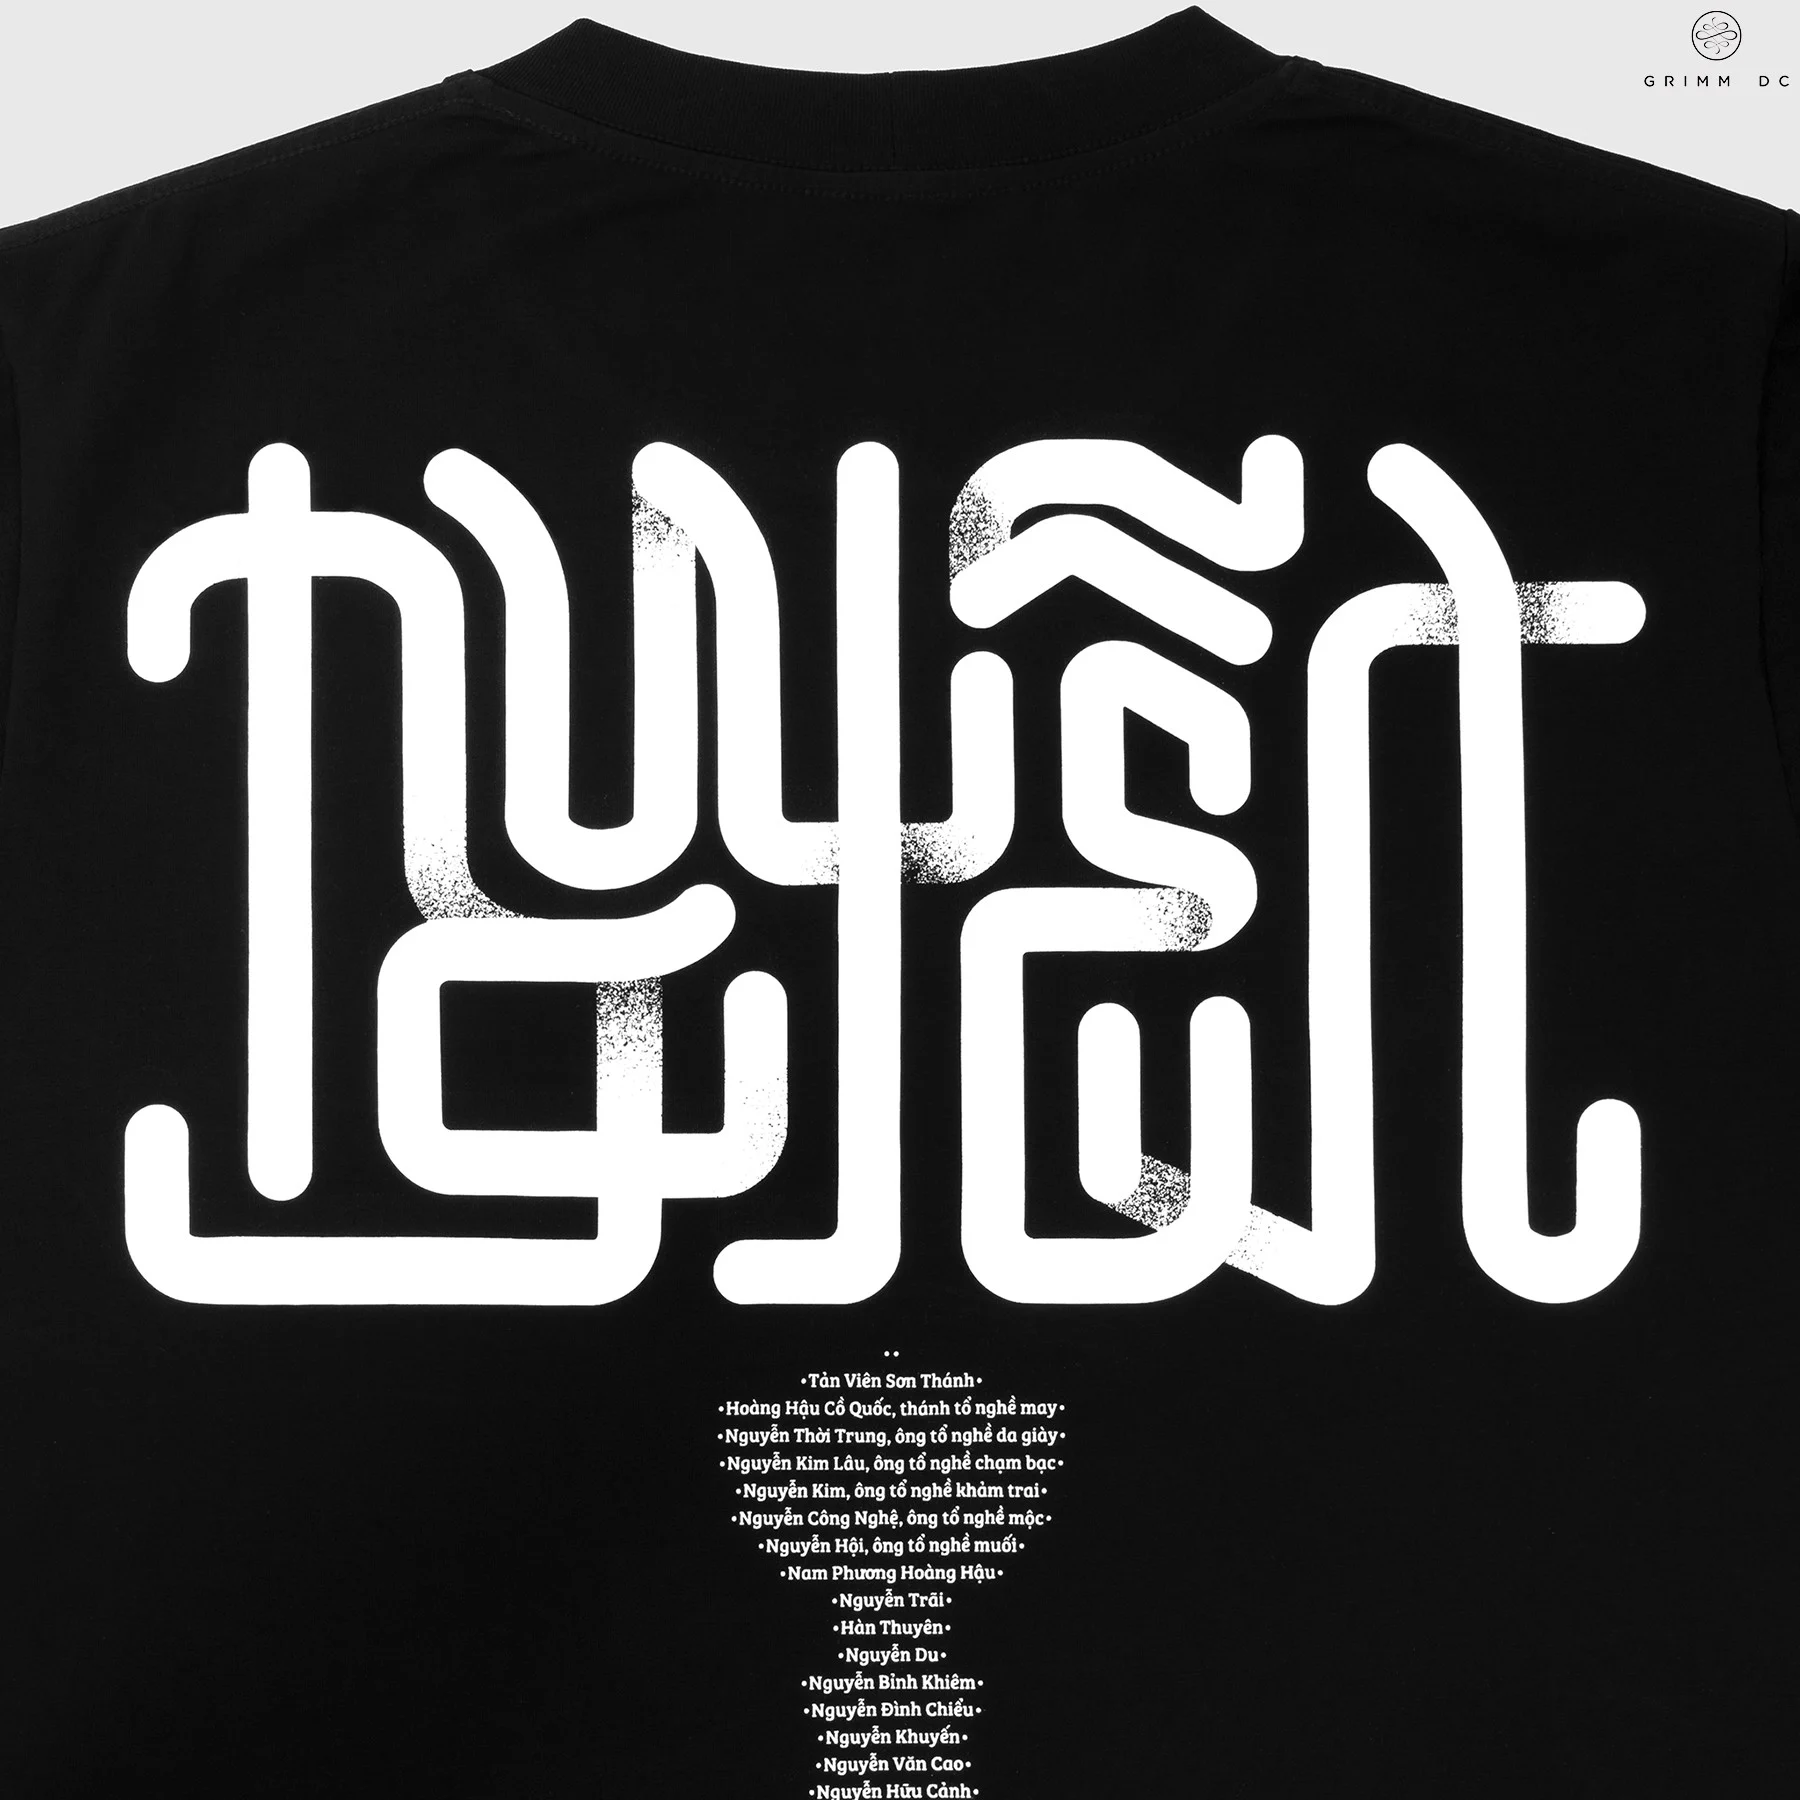 GRIMM DC
Nguyễn
•Tản Viên Sơn Thánh•
•Hoàng Hậu Cồ Quốc, thánh tổ nghề may•
•Nguyễn Thời Trung, ông tổ nghề da giày•
•Nguyễn Kim Lâu, ông tổ nghề chạm bạc•
•Nguyễn Kim, ông tổ nghề khảm trai•
•Nguyễn Công Nghệ, ông tổ nghề mộc•
•Nguyễn Hội, ông tổ nghề muối•
•Nam Phương Hoàng Hậu•
•Nguyễn Trãi•
•Hàn Thuyên•
•Nguyễn Du•
•Nguyễn Bỉnh Khiêm•
•Nguyễn Đình Chiểu•
•Nguyễn Khuyến•
•Nguyễn Văn Cao•
•Nguyễn Hữu Cảnh•